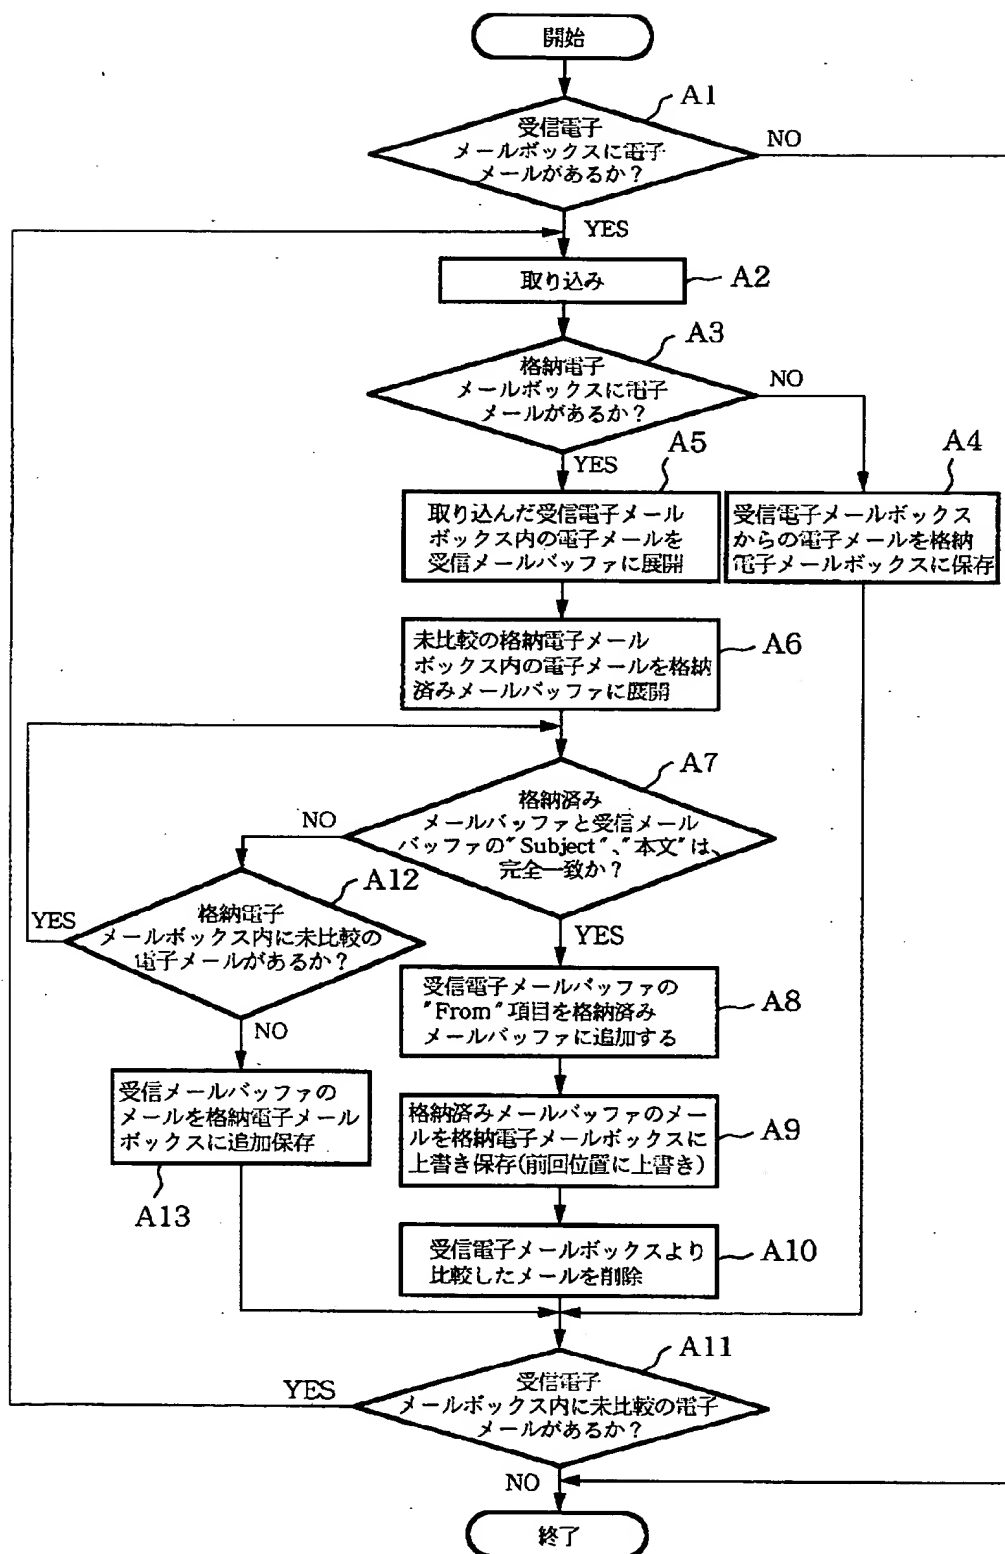 開始
A1
受信電子
メールボックスに電子
メールがあるか?
NO
YES
取り込み
A2
A3
格納電子
メールボックスに電子
メールがあるか?
NO
YES
A5
A4
取り込んだ受信電子メール
ボックス内の電子メールを
受信メールバッファに展開
受信電子メールボックス
からの電子メールを格納
電子メールボックスに保存
未比較の格納電子メール
ボックス内の電子メールを格納
済みメールバッファに展開
A6
A7
格納済み
メールバッファと受信メール
バッファの"Subject"、"本文"は、
完全一致か?
NO
YES
A12
格納電子
メールボックス内に未比較の
電子メールがあるか?
YES
NO
受信電子メールバッファの
"From"項目を格納済み
メールバッファに追加する
A8
受信メールバッファの
メールを格納電子メール
ボックスに追加保存
A13
格納済みメールバッファのメー
ルを格納電子メールボックスに
上書き保存(前回位置に上書き)
A9
受信電子メールボックスより
比較したメールを削除
A10
A11
受信電子
メールボックス内に未比較の電子
メールがあるか?
YES
NO
終了